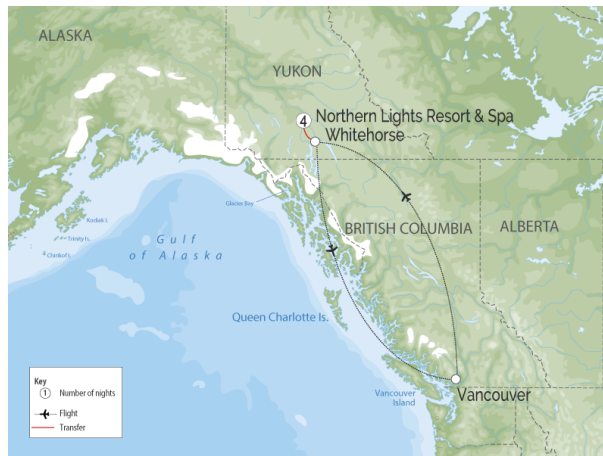 ALASKA
YUKON
4
Northern Lights Resort & Spa
Whitehorse
Glacier Bay
BRITISH COLUMBIA
ALBERTA
Kodiak I.
Trinity Is.
Chirikof I.
Gulf
of Alaska
Queen Charlotte Is.
Vancouver
Island
Vancouver
Key
1 Number of nights
Flight
Transfer